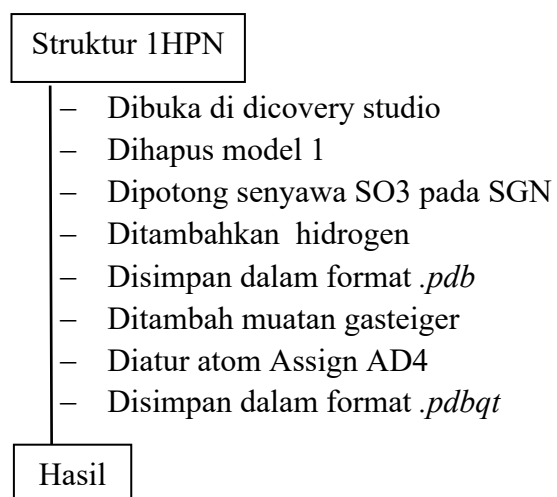 Struktur 1HPN
– Dibuka di dicovery studio
– Dihapus model 1
– Dipotong senyawa SO3 pada SGN
– Ditambahkan hidrogen
– Disimpan dalam format .pdb
– Ditambah muatan gasteiger
– Diatur atom Assign AD4
– Disimpan dalam format .pdbqt
Hasil